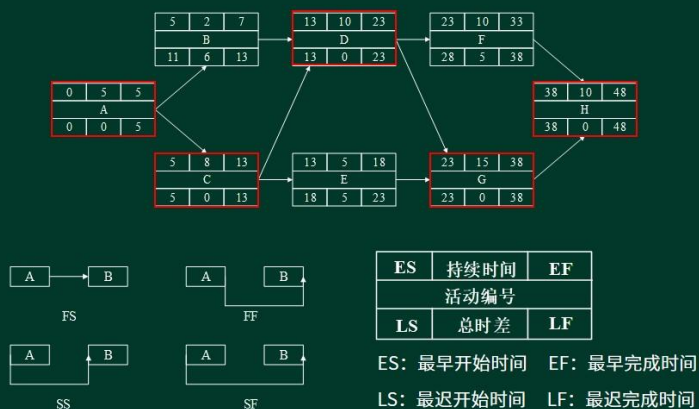 5 2 7
B
11 6 13
13 10 23
D
13 0 23
23 10 33
F
28 5 38
0 5 5
A
0 0 5
38 10 48
H
38 0 48
5 8 13
C
5 0 13
13 5 18
E
18 5 23
23 15 38
G
23 0 38
A B
FS
A B
FF
A B
SS
A B
SF
ES 持续时间 EF
活动编号
LS 总时差 LF
ES：最早开始时间 EF：最早完成时间
LS：最迟开始时间 LF：最迟完成时间